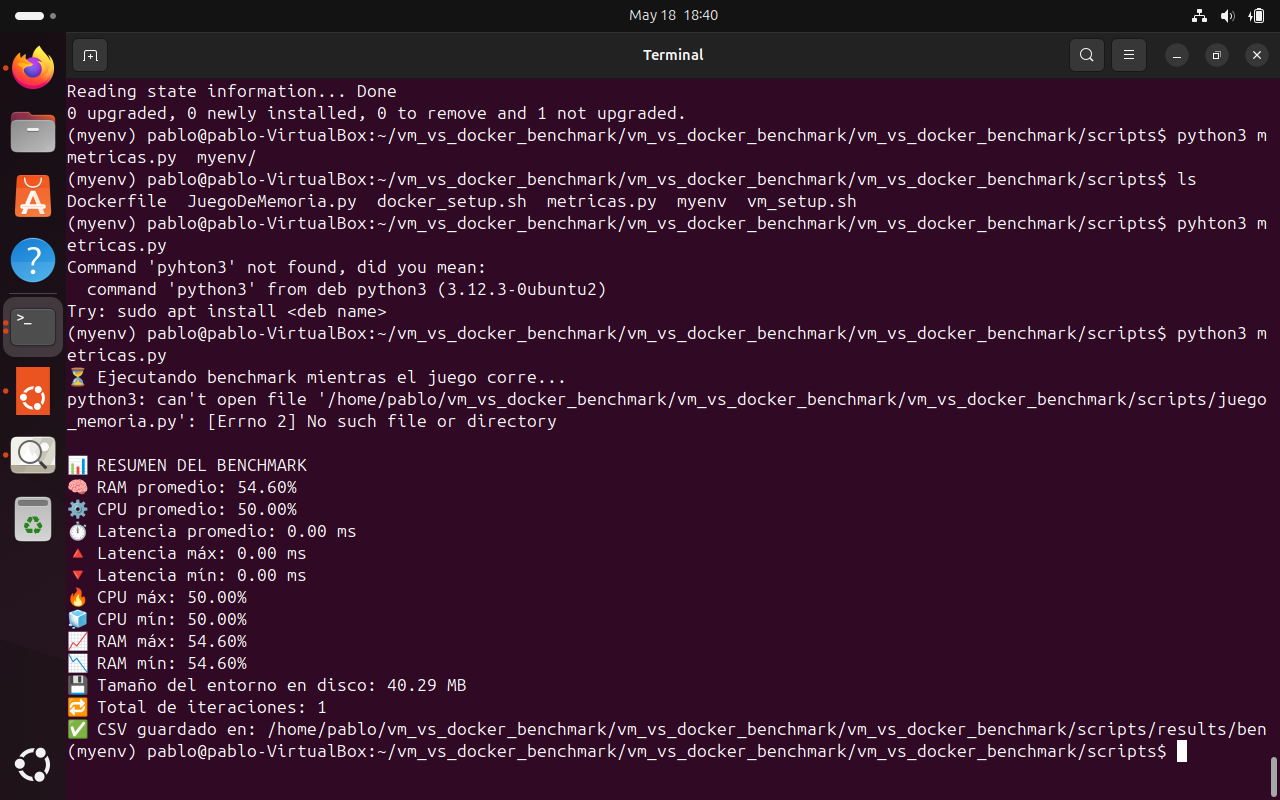 May 18 18:40
Terminal
Reading state information... Done
0 upgraded, 0 newly installed, 0 to remove and 1 not upgraded.
(myenv) pablo@pablo-VirtualBox:~/vm_vs_docker_benchmark/vm_vs_docker_benchmark/vm_vs_docker_benchmark/scripts$ python3 m
metricas.py  myenv/
(myenv) pablo@pablo-VirtualBox:~/vm_vs_docker_benchmark/vm_vs_docker_benchmark/vm_vs_docker_benchmark/scripts$ ls
Dockerfile  JuegoDeMemoria.py  docker_setup.sh  metricas.py  myenv  vm_setup.sh
(myenv) pablo@pablo-VirtualBox:~/vm_vs_docker_benchmark/vm_vs_docker_benchmark/vm_vs_docker_benchmark/scripts$ pyhton3 m
etricas.py
Command 'pyhton3' not found, did you mean:
  command 'python3' from deb python3 (3.12.3-0ubuntu2)
Try: sudo apt install <deb name>
(myenv) pablo@pablo-VirtualBox:~/vm_vs_docker_benchmark/vm_vs_docker_benchmark/vm_vs_docker_benchmark/scripts$ python3 m
etricas.py
⏳ Ejecutando benchmark mientras el juego corre...
python3: can't open file '/home/pablo/vm_vs_docker_benchmark/vm_vs_docker_benchmark/vm_vs_docker_benchmark/scripts/juego
_memoria.py': [Errno 2] No such file or directory
📊 RESUMEN DEL BENCHMARK
🧠 RAM promedio: 54.60%
⚙️ CPU promedio: 50.00%
⏱️ Latencia promedio: 0.00 ms
🔺 Latencia máx: 0.00 ms
🔻 Latencia mín: 0.00 ms
🔥 CPU máx: 50.00%
🧊 CPU mín: 50.00%
📈 RAM máx: 54.60%
📉 RAM mín: 54.60%
💾 Tamaño del entorno en disco: 40.29 MB
🔁 Total de iteraciones: 1
✅ CSV guardado en: /home/pablo/vm_vs_docker_benchmark/vm_vs_docker_benchmark/vm_vs_docker_benchmark/scripts/results/ben
(myenv) pablo@pablo-VirtualBox:~/vm_vs_docker_benchmark/vm_vs_docker_benchmark/vm_vs_docker_benchmark/scripts$